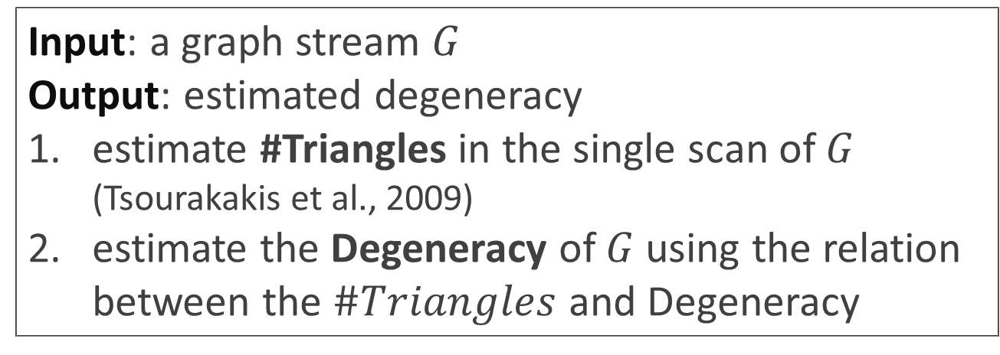 Input: a graph stream G
Output: estimated degeneracy
1. estimate #Triangles in the single scan of G
(Tsourakakis et al., 2009)
2. estimate the Degeneracy of G using the relation
between the #Triangles and Degeneracy